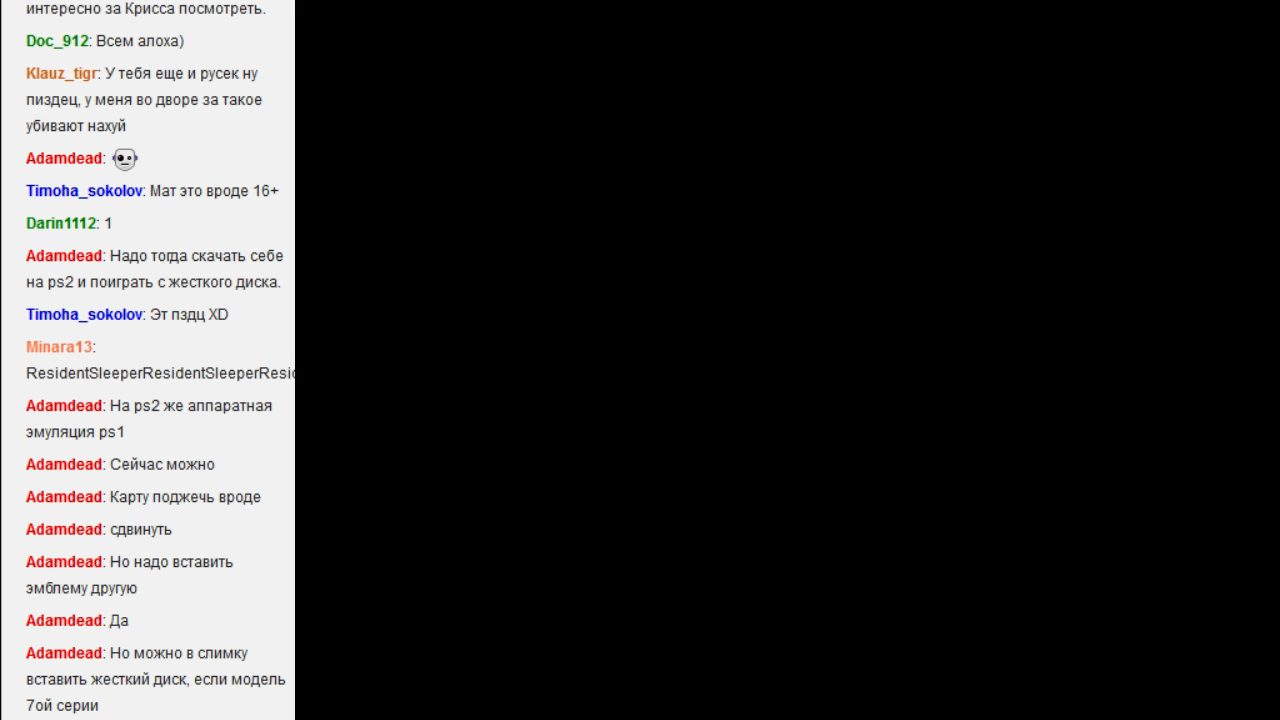 интересно за Крисса посмотреть.
Doc_912: Всем алоха)
Klauz_tigr: У тебя еще и русек ну
пиздец, у меня во дворе за такое
убивают нахуй
Adamdead:
Timoha_sokolov: Мат это вроде 16+
Darin1112: 1
Adamdead: Надо тогда скачать себе
на ps2 и поиграть с жесткого диска.
Timoha_sokolov: Эт пздц XD
Minara13:
ResidentSleeperResidentSleeperResid
Adamdead: На ps2 же аппаратная
эмуляция ps1
Adamdead: Сейчас можно
Adamdead: Карту поджечь вроде
Adamdead: сдвинуть
Adamdead: Но надо вставить
эмблему другую
Adamdead: Да
Adamdead: Но можно в слимку
вставить жесткий диск, если модель
7ой серии